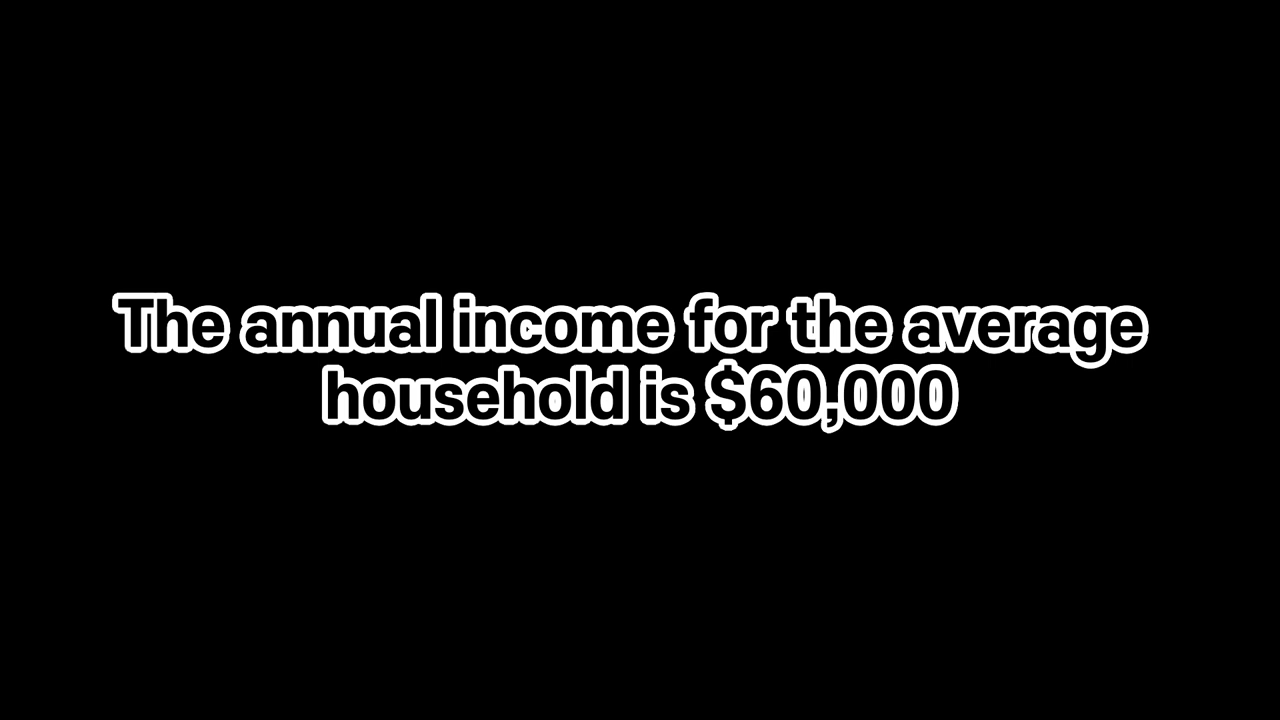 The annual income for the average
household is $60,000